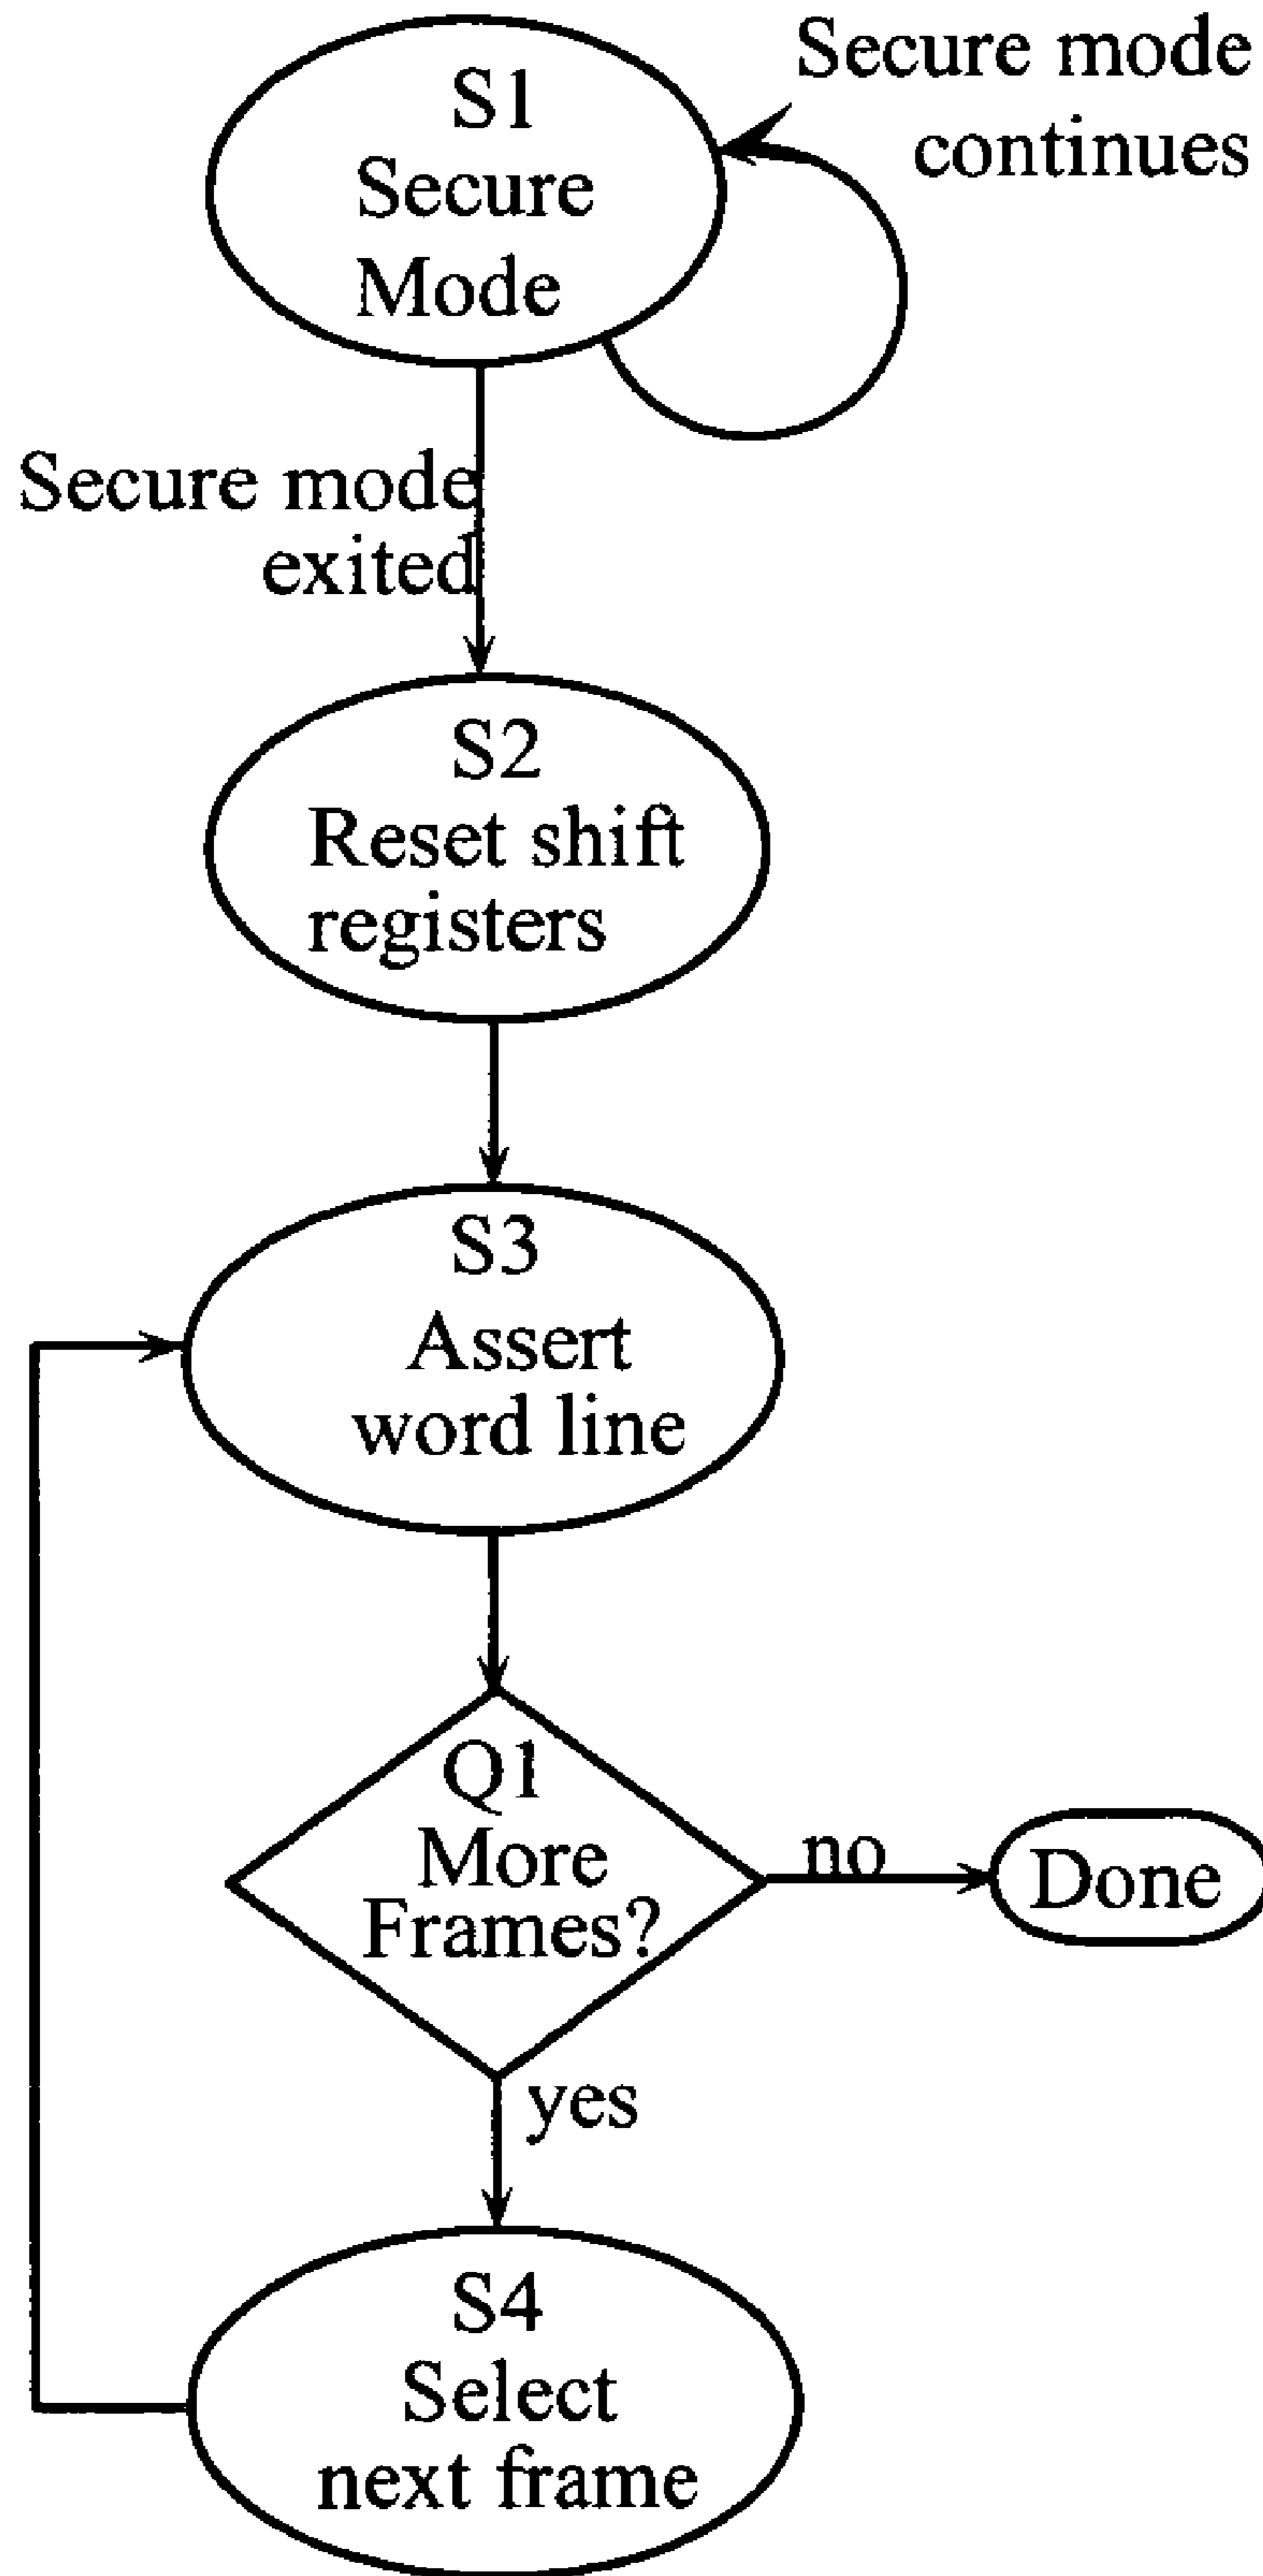 S1
Secure
Mode
Secure mode
continues
Secure mode
exited
S2
Reset shift
registers
S3
Assert
word line
Q1
More
Frames?
no
Done
yes
S4
Select
next frame